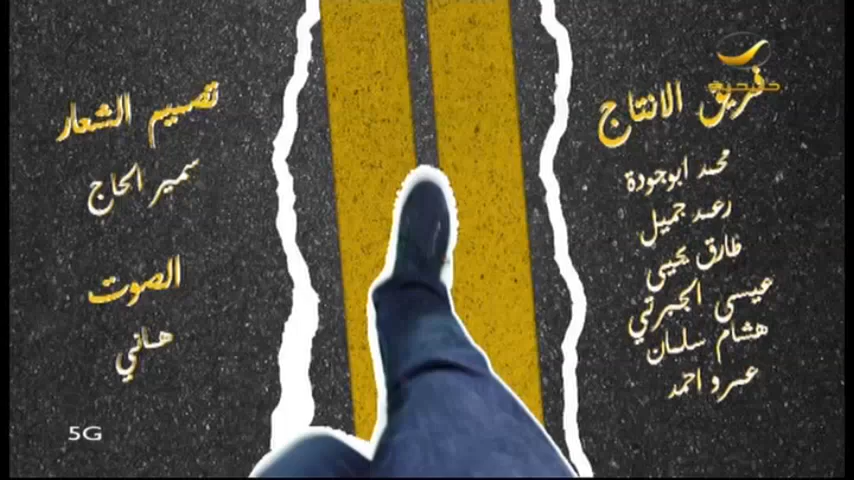 فريق الانتاج
محمد ابوجودة
رعد جميل
طارق يحيى
عيسى الجبرتي
هشام سلمان
عمرو احمد
تصميم الشعار
سمير الحاج
الصوت
هاني
5G